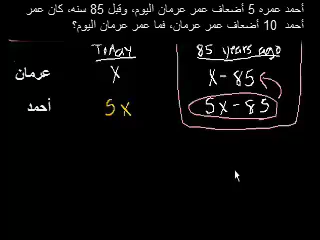 أحمد عمره 5 أضعاف عمر عرمان اليوم، وقبل 85 سنه، كان عمر
أحمد 10 أضعاف عمر عرمان، فما عمر عرمان اليوم؟
Today 85 years ago
عرمان x x-85
أحمد 5x 5x-85